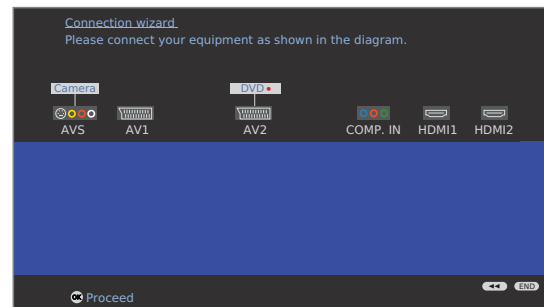 Connection wizard
Please connect your equipment as shown in the diagram.
Camera DVD
AVS AV1 AV2 COMP. IN HDMI1 HDMI2
◄◄ END
OK Proceed